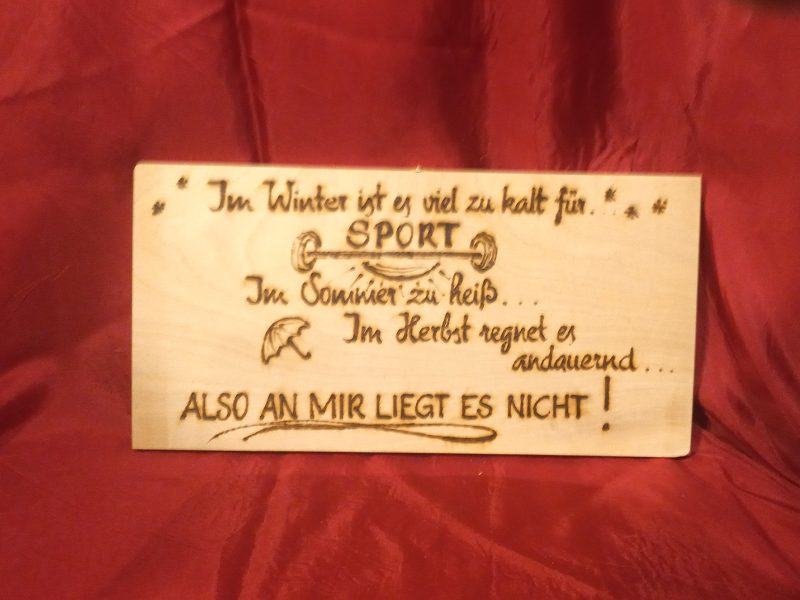 Im Winter ist es viel zu kalt für...
SPORT
Im Sommer zu heiß...
Im Herbst regnet es
andauernd...
ALSO AN MIR LIEGT ES NICHT!